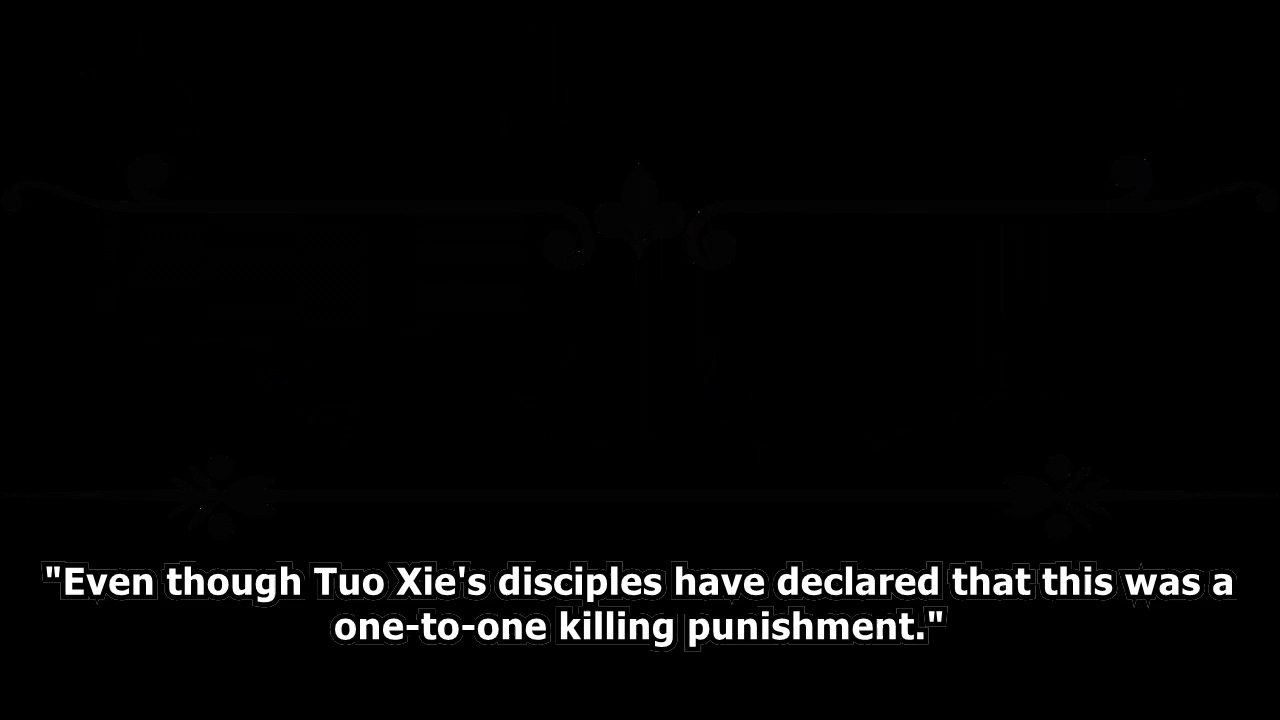 "Even though Tuo Xie's disciples have declared that this was a
one-to-one killing punishment."